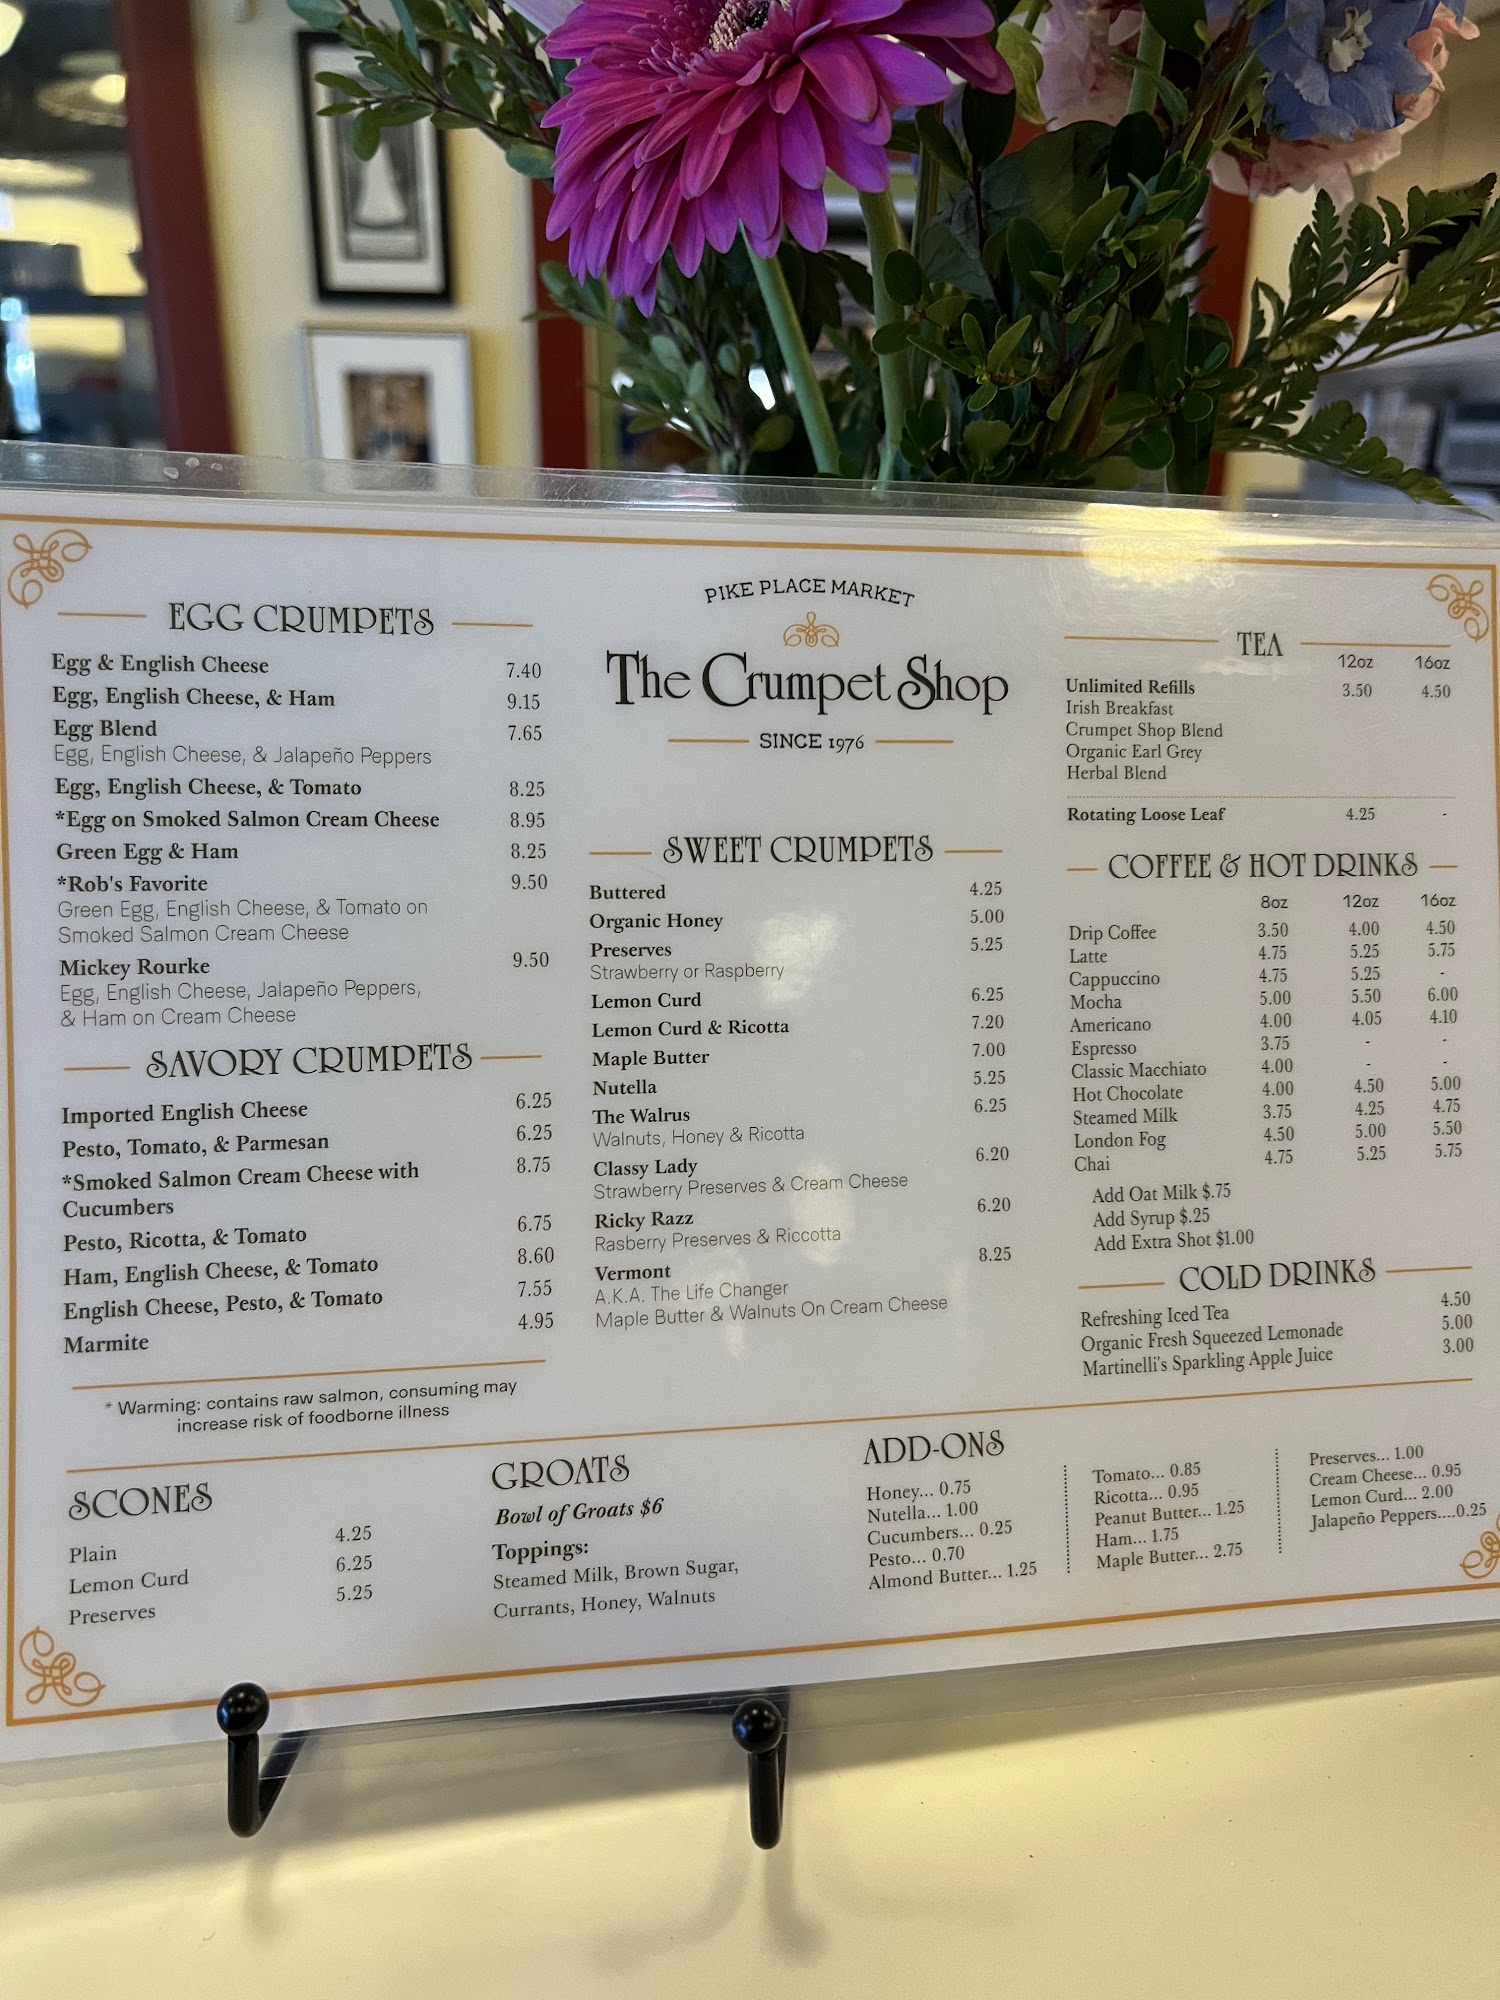 PIKE PLACE MARKET
The Crumpet Shop
SINCE 1976
EGG CRUMPETS
Egg & English Cheese 7.40
Egg, English Cheese, & Ham 9.15
Egg Blend 7.65
Egg, English Cheese, & Jalapeño Peppers
Egg, English Cheese, & Tomato 8.25
*Egg on Smoked Salmon Cream Cheese 8.95
Green Egg & Ham 8.25
*Rob's Favorite 9.50
Green Egg, English Cheese, & Tomato on
Smoked Salmon Cream Cheese
Mickey Rourke 9.50
Egg, English Cheese, Jalapeño Peppers,
& Ham on Cream Cheese
SAVORY CRUMPETS
Imported English Cheese 6.25
Pesto, Tomato, & Parmesan 6.25
*Smoked Salmon Cream Cheese with 8.75
Cucumbers
Pesto, Ricotta, & Tomato 6.75
Ham, English Cheese, & Tomato 8.60
English Cheese, Pesto, & Tomato 7.55
Marmite 4.95
* Warming: contains raw salmon, consuming may
increase risk of foodborne illness
SWEET CRUMPETS
Buttered 4.25
Organic Honey 5.00
Preserves 5.25
Strawberry or Raspberry
Lemon Curd 6.25
Lemon Curd & Ricotta 7.20
Maple Butter 7.00
Nutella 5.25
The Walrus 6.25
Walnuts, Honey & Ricotta
Classy Lady 6.20
Strawberry Preserves & Cream Cheese
Ricky Razz 6.20
Rasberry Preserves & Riccotta
Vermont 8.25
A.K.A. The Life Changer
Maple Butter & Walnuts On Cream Cheese
TEA
12oz 16oz
Unlimited Refills 3.50 4.50
Irish Breakfast
Crumpet Shop Blend
Organic Earl Grey
Herbal Blend
Rotating Loose Leaf 4.25 -
COFFEE & HOT DRINKS
8oz 12oz 16oz
Drip Coffee 3.50 4.00 4.50
Latte 4.75 5.25 5.75
Cappuccino 4.75 5.25 -
Mocha 5.00 5.50 6.00
Americano 4.00 4.05 4.10
Espresso 3.75 - -
Classic Macchiato 4.00 - -
Hot Chocolate 4.00 4.50 5.00
Steamed Milk 3.75 4.25 4.75
London Fog 4.50 5.00 5.50
Chai 4.75 5.25 5.75
Add Oat Milk $.75
Add Syrup $.25
Add Extra Shot $1.00
COLD DRINKS
Refreshing Iced Tea 4.50
Organic Fresh Squeezed Lemonade 5.00
Martinelli's Sparkling Apple Juice 3.00
SCONES
Plain 4.25
Lemon Curd 6.25
Preserves 5.25
GROATS
Bowl of Groats $6
Toppings:
Steamed Milk, Brown Sugar,
Currants, Honey, Walnuts
ADD-ONS
Honey... 0.75
Nutella... 1.00
Cucumbers... 0.25
Pesto... 0.70
Almond Butter... 1.25
Tomato... 0.85
Ricotta... 0.95
Peanut Butter... 1.25
Ham... 1.75
Maple Butter... 2.75
Preserves... 1.00
Cream Cheese... 0.95
Lemon Curd... 2.00
Jalapeño Peppers....0.25